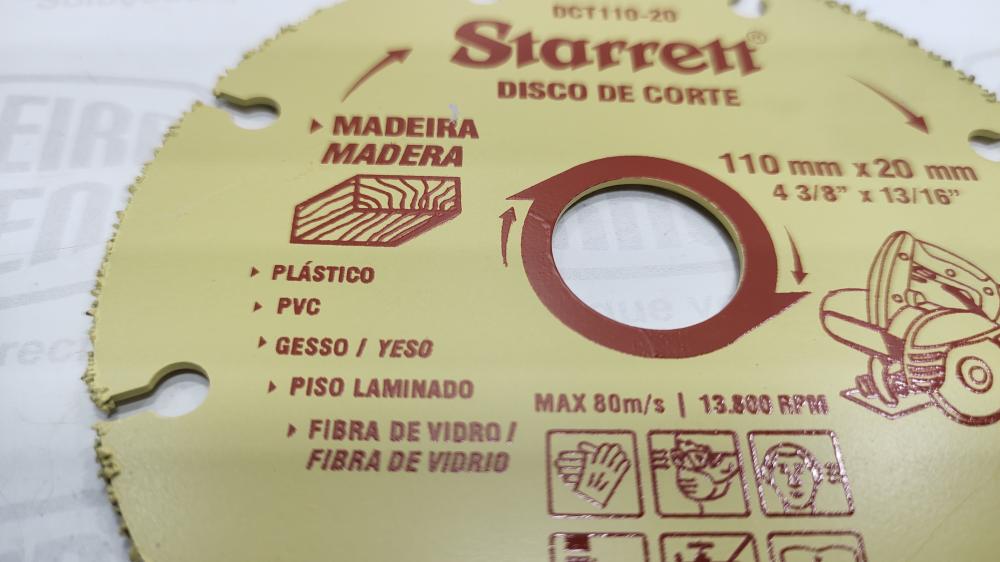 DCT110-20
Starrett®
DISCO DE CORTE
MADEIRA
MADERA
110 mm x 20 mm
4 3/8" x 13/16"
PLÁSTICO
PVC
GESSO / YESO
PISO LAMINADO
FIBRA DE VIDRO /
FIBRA DE VIDRIO
MAX 80m/s | 13.800 RPM